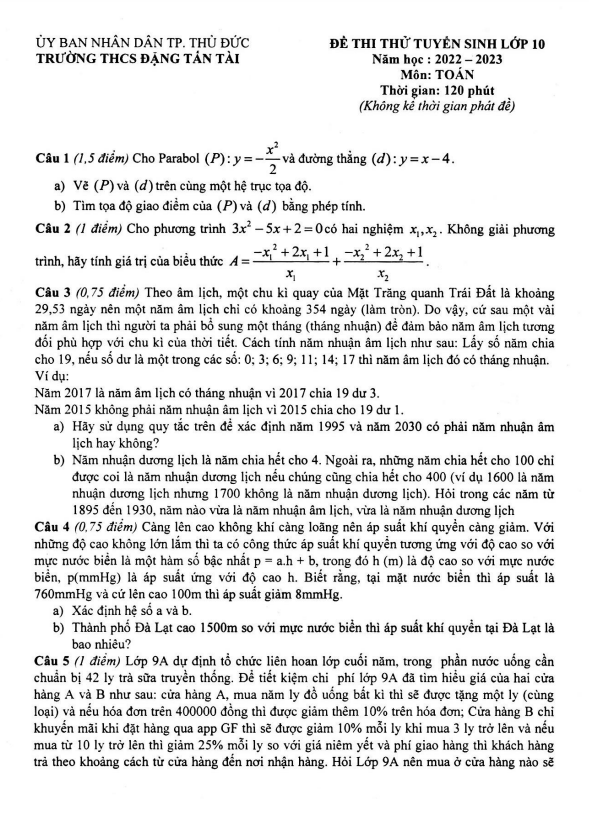 ỦY BAN NHÂN DÂN TP. THỦ ĐỨC
TRƯỜNG THCS ĐẶNG TẤN TÀI
ĐỀ THI THỬ TUYỂN SINH LỚP 10
Năm học : 2022 – 2023
Môn: TOÁN
Thời gian: 120 phút
(Không kể thời gian phát đề)
Câu 1 (1,5 điểm) Cho Parabol (P): y = -x²/2 và đường thẳng (d): y = x – 4.
a) Vẽ (P) và (d) trên cùng một hệ trục tọa độ.
b) Tìm tọa độ giao điểm của (P) và (d) bằng phép tính.
Câu 2 (1 điểm) Cho phương trình 3x² – 5x + 2 = 0 có hai nghiệm x₁, x₂. Không giải phương
trình, hãy tính giá trị của biểu thức A = (-x₁² + 2x₁ + 1)/x₁ + (-x₂² + 2x₂ + 1)/x₂.
Câu 3 (0,75 điểm) Theo âm lịch, một chu kì quay của Mặt Trăng quanh Trái Đất là khoảng
29,53 ngày nên một năm âm lịch chỉ có khoảng 354 ngày (làm tròn). Do vậy, cứ sau một vài
năm âm lịch thì người ta phải bổ sung một tháng (tháng nhuận) để đảm bảo năm âm lịch tương
đối phù hợp với chu kì của thời tiết. Cách tính năm nhuận âm lịch như sau: Lấy số năm chia
cho 19, nếu số dư là một trong các số: 0; 3; 6; 9; 11; 14; 17 thì năm âm lịch đó có tháng nhuận.
Ví dụ:
Năm 2017 là năm âm lịch có tháng nhuận vì 2017 chia 19 dư 3.
Năm 2015 không phải năm nhuận âm lịch vì 2015 chia cho 19 dư 1.
a) Hãy sử dụng quy tắc trên để xác định năm 1995 và năm 2030 có phải năm nhuận âm
lịch hay không?
b) Năm nhuận dương lịch là năm chia hết cho 4. Ngoài ra, những năm chia hết cho 100 chỉ
được coi là năm nhuận dương lịch nếu chúng cũng chia hết cho 400 (ví dụ 1600 là năm
nhuận dương lịch nhưng 1700 không là năm nhuận dương lịch). Hỏi trong các năm từ
1895 đến 1930, năm nào vừa là năm nhuận âm lịch, vừa là năm nhuận dương lịch
Câu 4 (0,75 điểm) Càng lên cao không khí càng loãng nên áp suất khí quyển càng giảm. Với
những độ cao không lớn lắm thì ta có công thức áp suất khí quyển tương ứng với độ cao so với
mực nước biển là một hàm số bậc nhất p = a.h + b, trong đó h (m) là độ cao so với mực nước
biển, p(mmHg) là áp suất ứng với độ cao h. Biết rằng, tại mặt nước biển thì áp suất là
760mmHg và cứ lên cao 100m thì áp suất giảm 8mmHg.
a) Xác định hệ số a và b.
b) Thành phố Đà Lạt cao 1500m so với mực nước biển thì áp suất khí quyển tại Đà Lạt là
bao nhiêu?
Câu 5 (1 điểm) Lớp 9A dự định tổ chức liên hoan lớp cuối năm, trong phần nước uống cần
chuẩn bị 42 ly trà sữa truyền thống. Để tiết kiệm chi phí lớp 9A đã tìm hiểu giá của hai cửa
hàng A và B như sau: cửa hàng A, mua năm ly đồ uống bất kì thì sẽ được tặng một ly (cùng
loại) và nếu hóa đơn trên 400000 đồng thì được giảm thêm 10% trên hóa đơn; Cửa hàng B chỉ
khuyến mãi khi đặt hàng qua app GF thì sẽ được giảm 10% mỗi ly khi mua 3 ly trở lên và nếu
mua từ 10 ly trở lên thì giảm 25% mỗi ly so với giá niêm yết và phí giao hàng thì khách hàng
trả theo khoảng cách từ cửa hàng đến nơi nhận hàng. Hỏi Lớp 9A nên mua ở cửa hàng nào sẽ